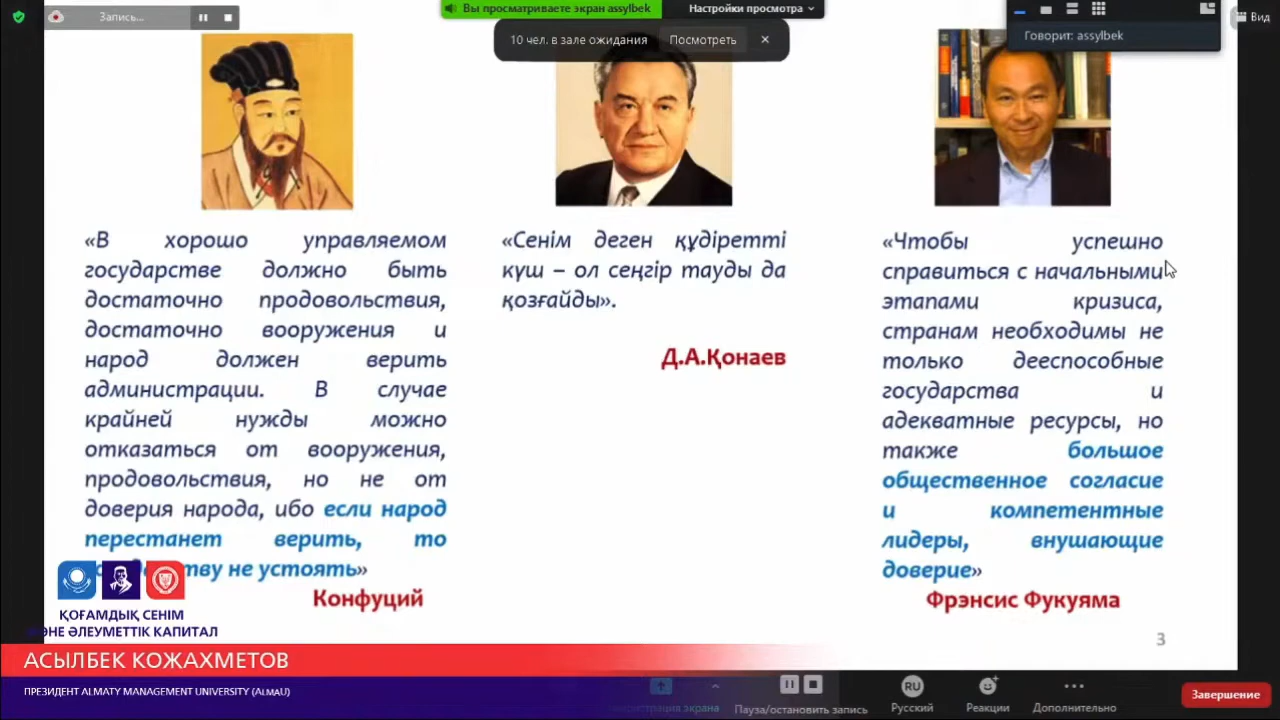 Запись...
Вы просматриваете экран assylbek
Настройки просмотра
Вид
10 чел. в зале ожидания
Посмотреть
Говорит: assylbek
«В хорошо управляемом
государстве должно быть
достаточно продовольствия,
достаточно вооружения и
народ должен верить
администрации. В случае
крайней нужды можно
отказаться от вооружения,
продовольствия, но не от
доверия народа, ибо если народ
перестанет верить, то
не устоять»
Конфуций
«Сенім деген құдіретті
күш – ол сеңгір тауды да
қозғайды».
Д.А.Қонаев
«Чтобы успешно
справиться с начальными
этапами кризиса,
странам необходимы не
только дееспособные
государства и
адекватные ресурсы, но
также большое
общественное согласие
и компетентные
лидеры, внушающие
доверие»
Фрэнсис Фукуяма
3
ҚОҒАМДЫҚ СЕНІМ
ӘЛЕУМЕТТІК КАПИТАЛ
АСЫЛБЕК КОЖАХМЕТОВ
ПРЕЗИДЕНТ ALMATY MANAGEMENT UNIVERSITY (AlmaU)
экрана
Пауза/остановить запись
RU
Русский
Реакции
Дополнительно
Завершение